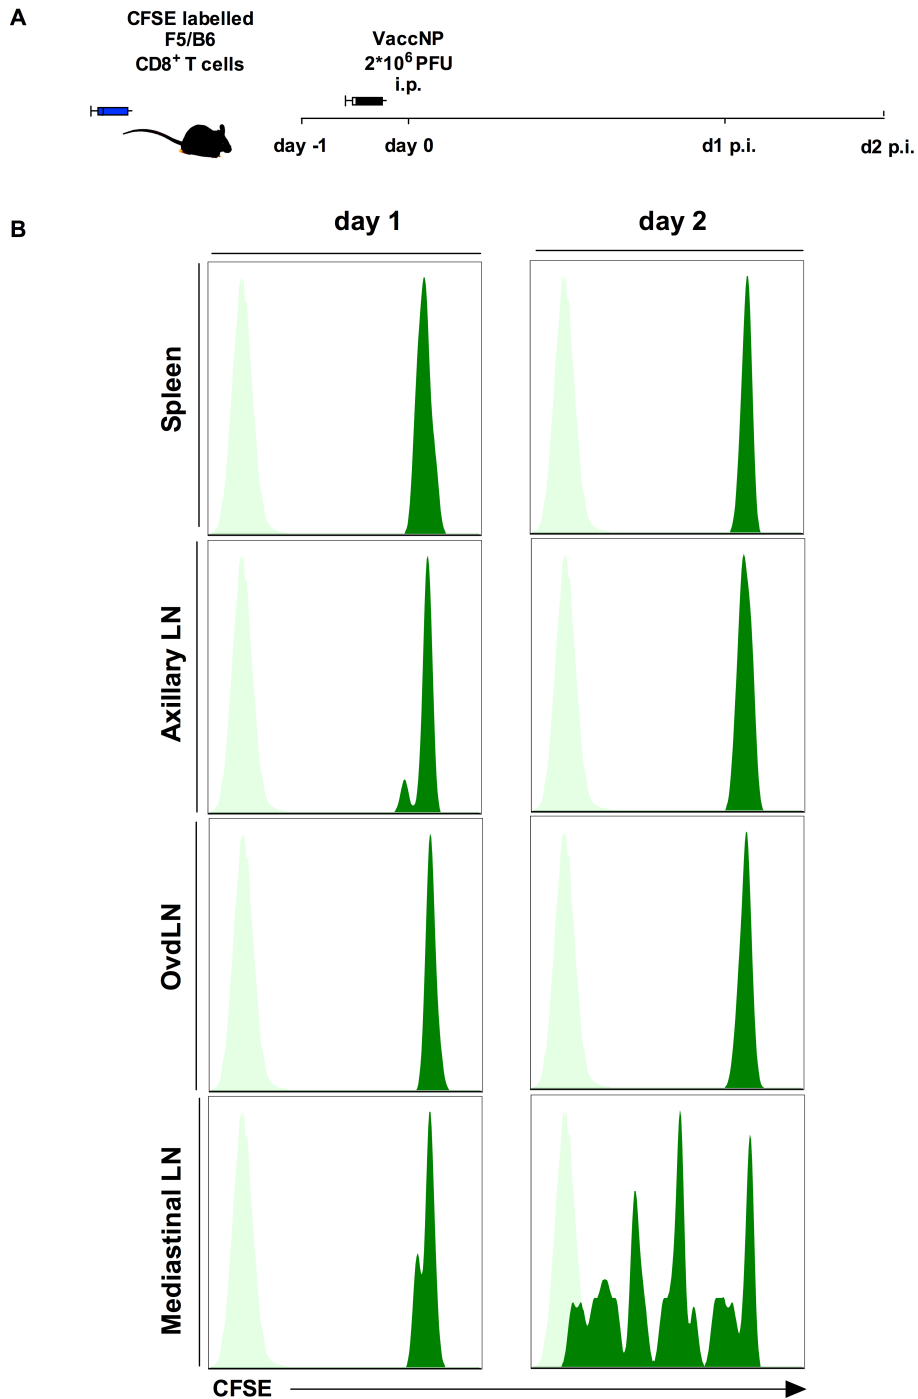 A
CFSE labelled
F5/B6
CD8⁺ T cells
VaccNP
2*10⁶ PFU
i.p.
day -1
day 0
d1 p.i.
d2 p.i.
B
day 1
day 2
Spleen
Axillary LN
OvdLN
Mediastinal LN
CFSE